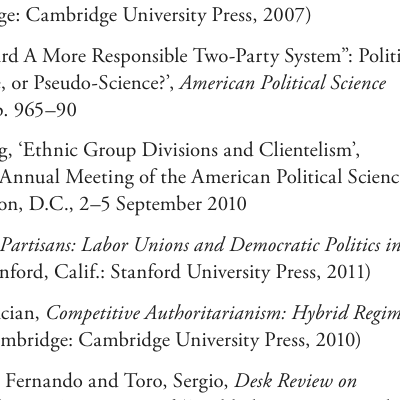 ge: Cambridge University Press, 2007)
rd A More Responsible Two-Party System”: Politi
, or Pseudo-Science?’, American Political Science
p. 965–90
g, ‘Ethnic Group Divisions and Clientelism’,
Annual Meeting of the American Political Scienc
on, D.C., 2–5 September 2010
Partisans: Labor Unions and Democratic Politics in
nford, Calif.: Stanford University Press, 2011)
cian, Competitive Authoritarianism: Hybrid Regim
mbridge: Cambridge University Press, 2010)
Fernando and Toro, Sergio, Desk Review on